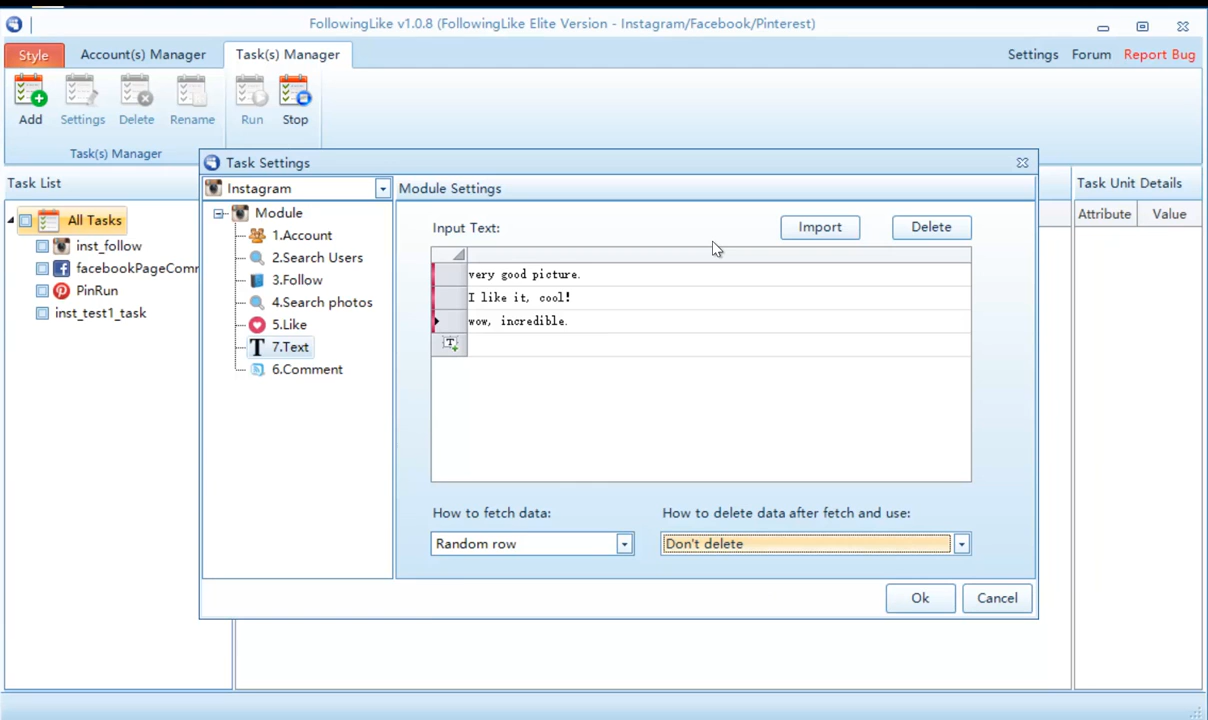 FollowingLike v1.0.8 (FollowingLike Elite Version - Instagram/Facebook/Pinterest)
Style Account(s) Manager Task(s) Manager Settings Forum Report Bug
Add Settings Delete Rename Run Stop
Task(s) Manager
Task List
All Tasks
inst_follow
facebookPageComm
PinRun
inst_test1_task
Task Settings
Instagram
Module
1.Account
2.Search Users
3.Follow
4.Search photos
5.Like
T 7.Text
6.Comment
Module Settings
Input Text: Import Delete
very good picture.
I like it, cool!
wow, incredible.
T
How to fetch data: How to delete data after fetch and use:
Random row Don't delete
Ok Cancel
Task Unit Details
Attribute Value